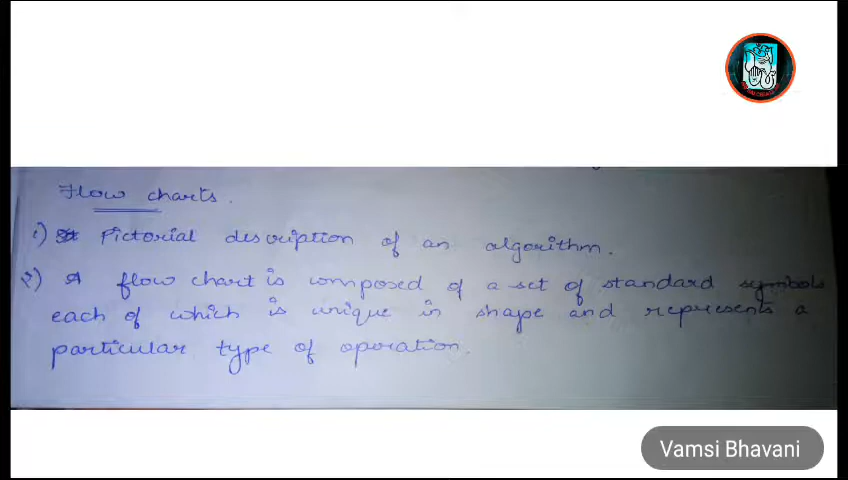 Flow charts.
1) Pictorial description of an algorithm.
2) A flow chart is composed of a set of standard symbols
each of which is unique in shape and represents a
particular type of operation.
Vamsi Bhavani